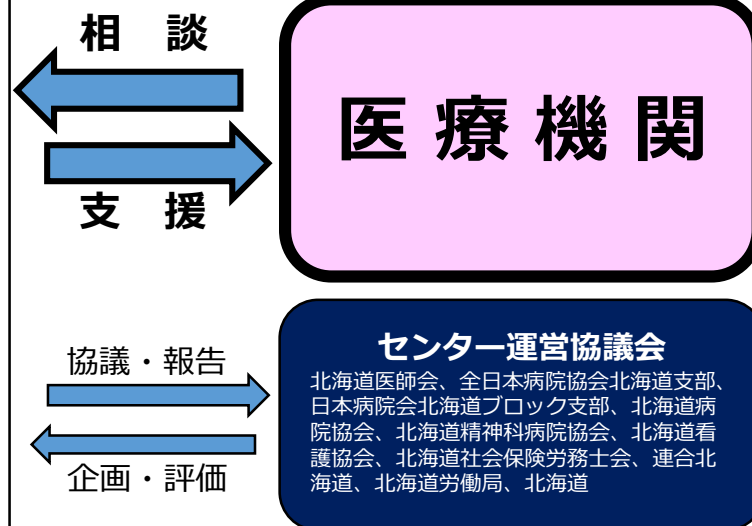 相　談
医療機関
支　援
協議・報告
企画・評価
センター運営協議会
北海道医師会、全日本病院協会北海道支部、
日本病院会北海道ブロック支部、北海道病
院協会、北海道精神科病院協会、北海道看
護協会、北海道社会保険労務士会、連合北
海道、北海道労働局、北海道